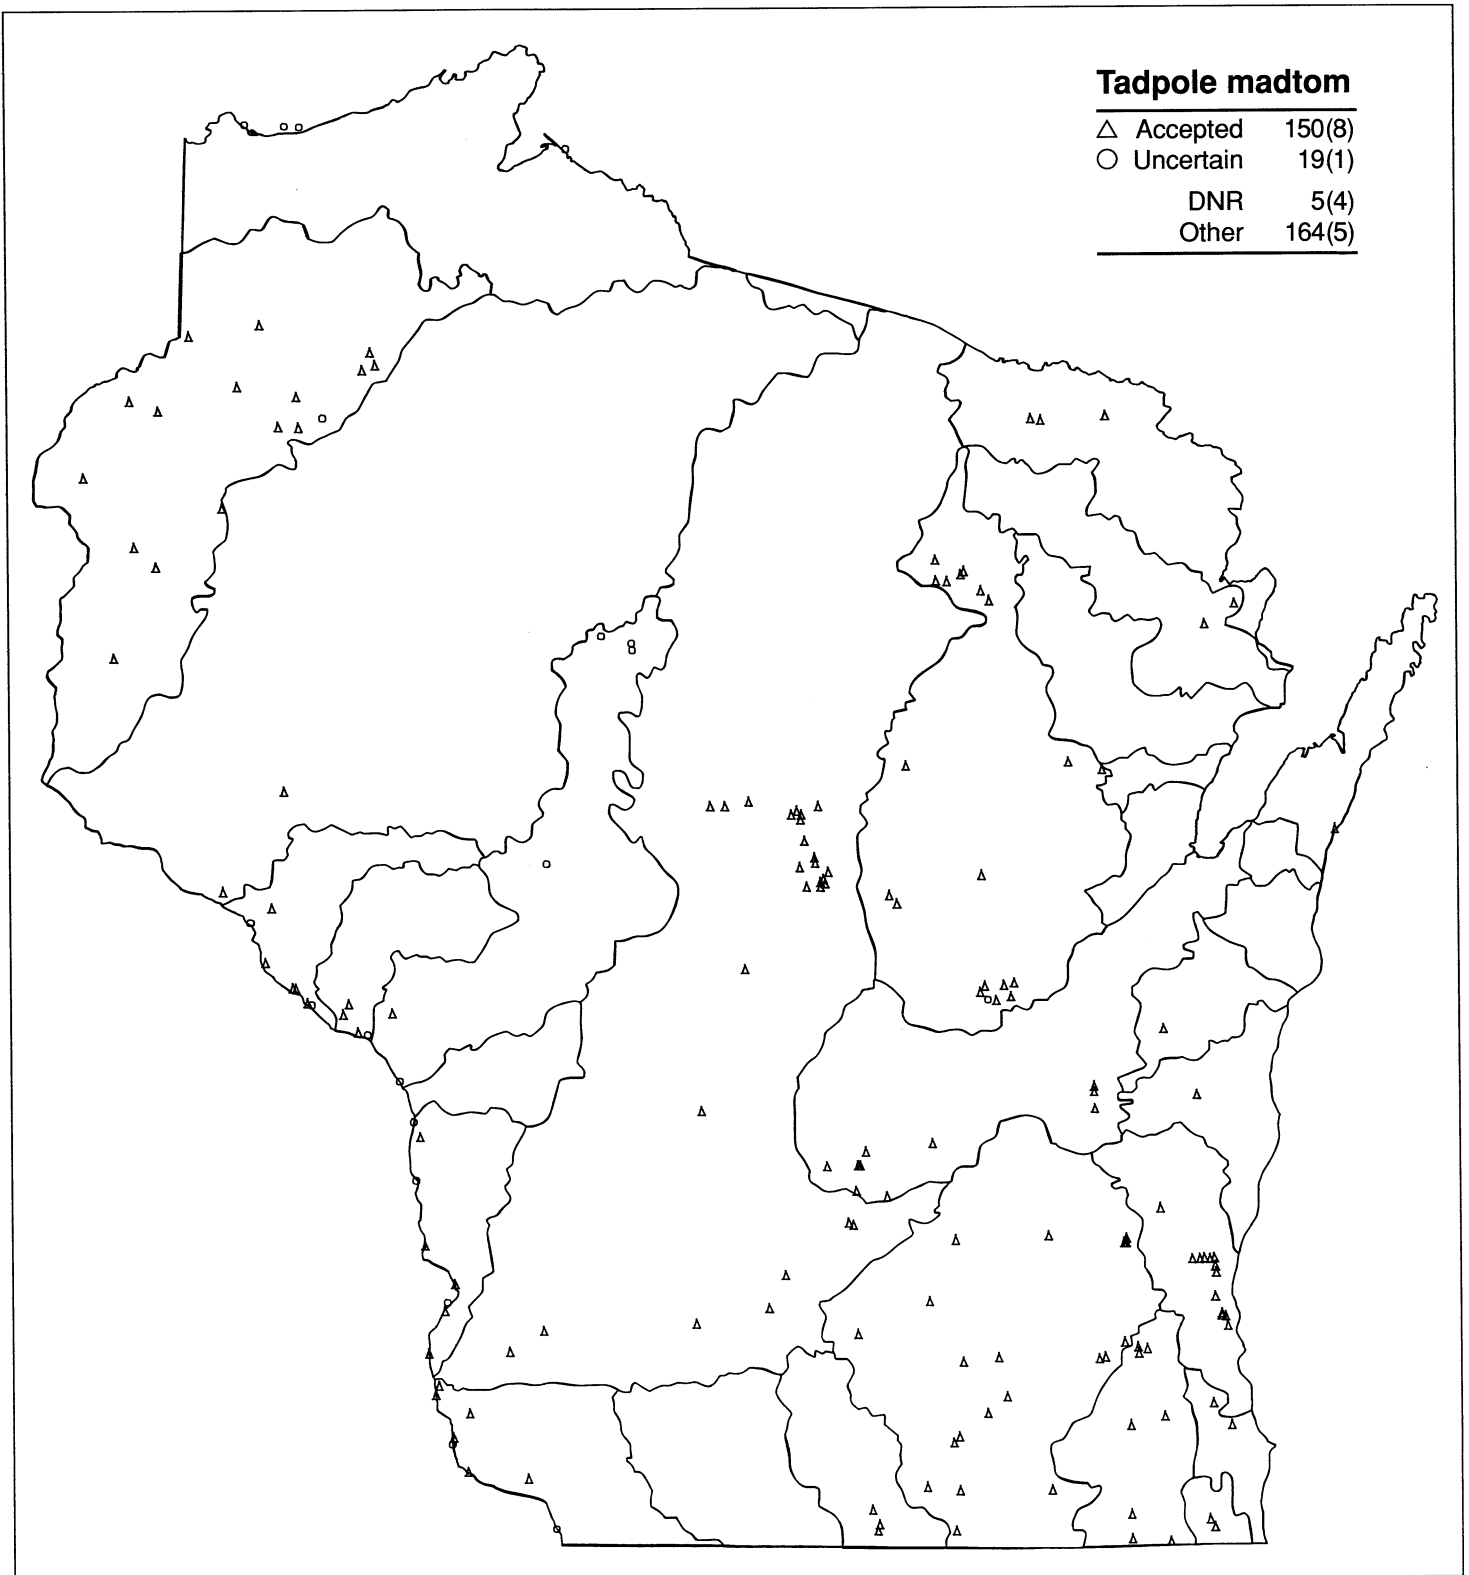 Tadpole madtom
△ Accepted 150(8)
○ Uncertain 19(1)
DNR 5(4)
Other 164(5)